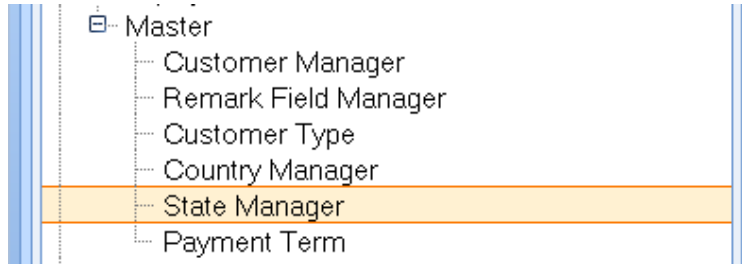 Master
Customer Manager
Remark Field Manager
Customer Type
Country Manager
State Manager
Payment Term